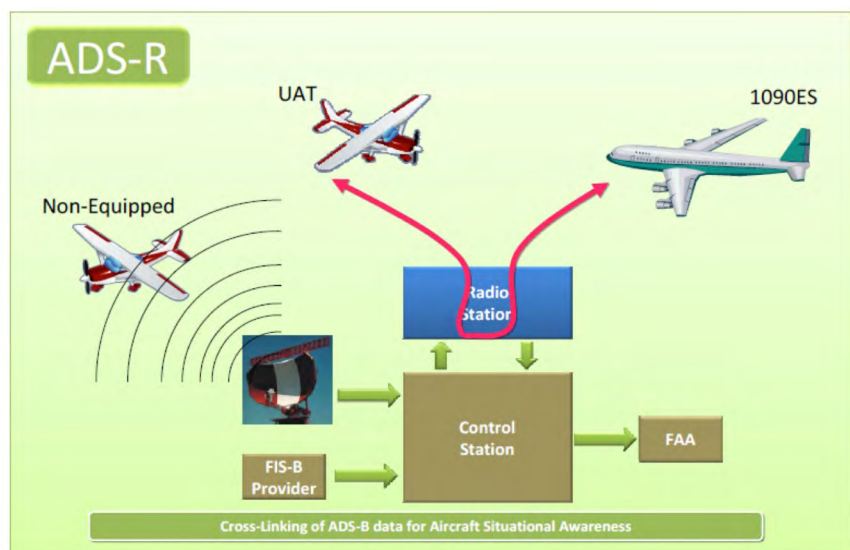 ADS-R
UAT
1090ES
Non-Equipped
Radio
Station
Control
Station
FAA
FIS-B
Provider
Cross-Linking of ADS-B data for Aircraft Situational Awareness